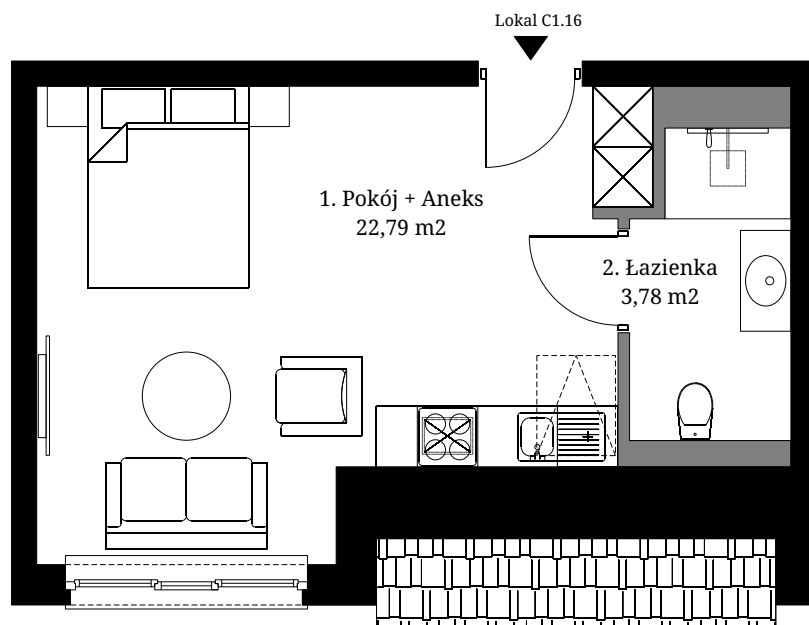 Lokal C1.16
1. Pokój + Aneks
22,79 m2
2. Łazienka
3,78 m2